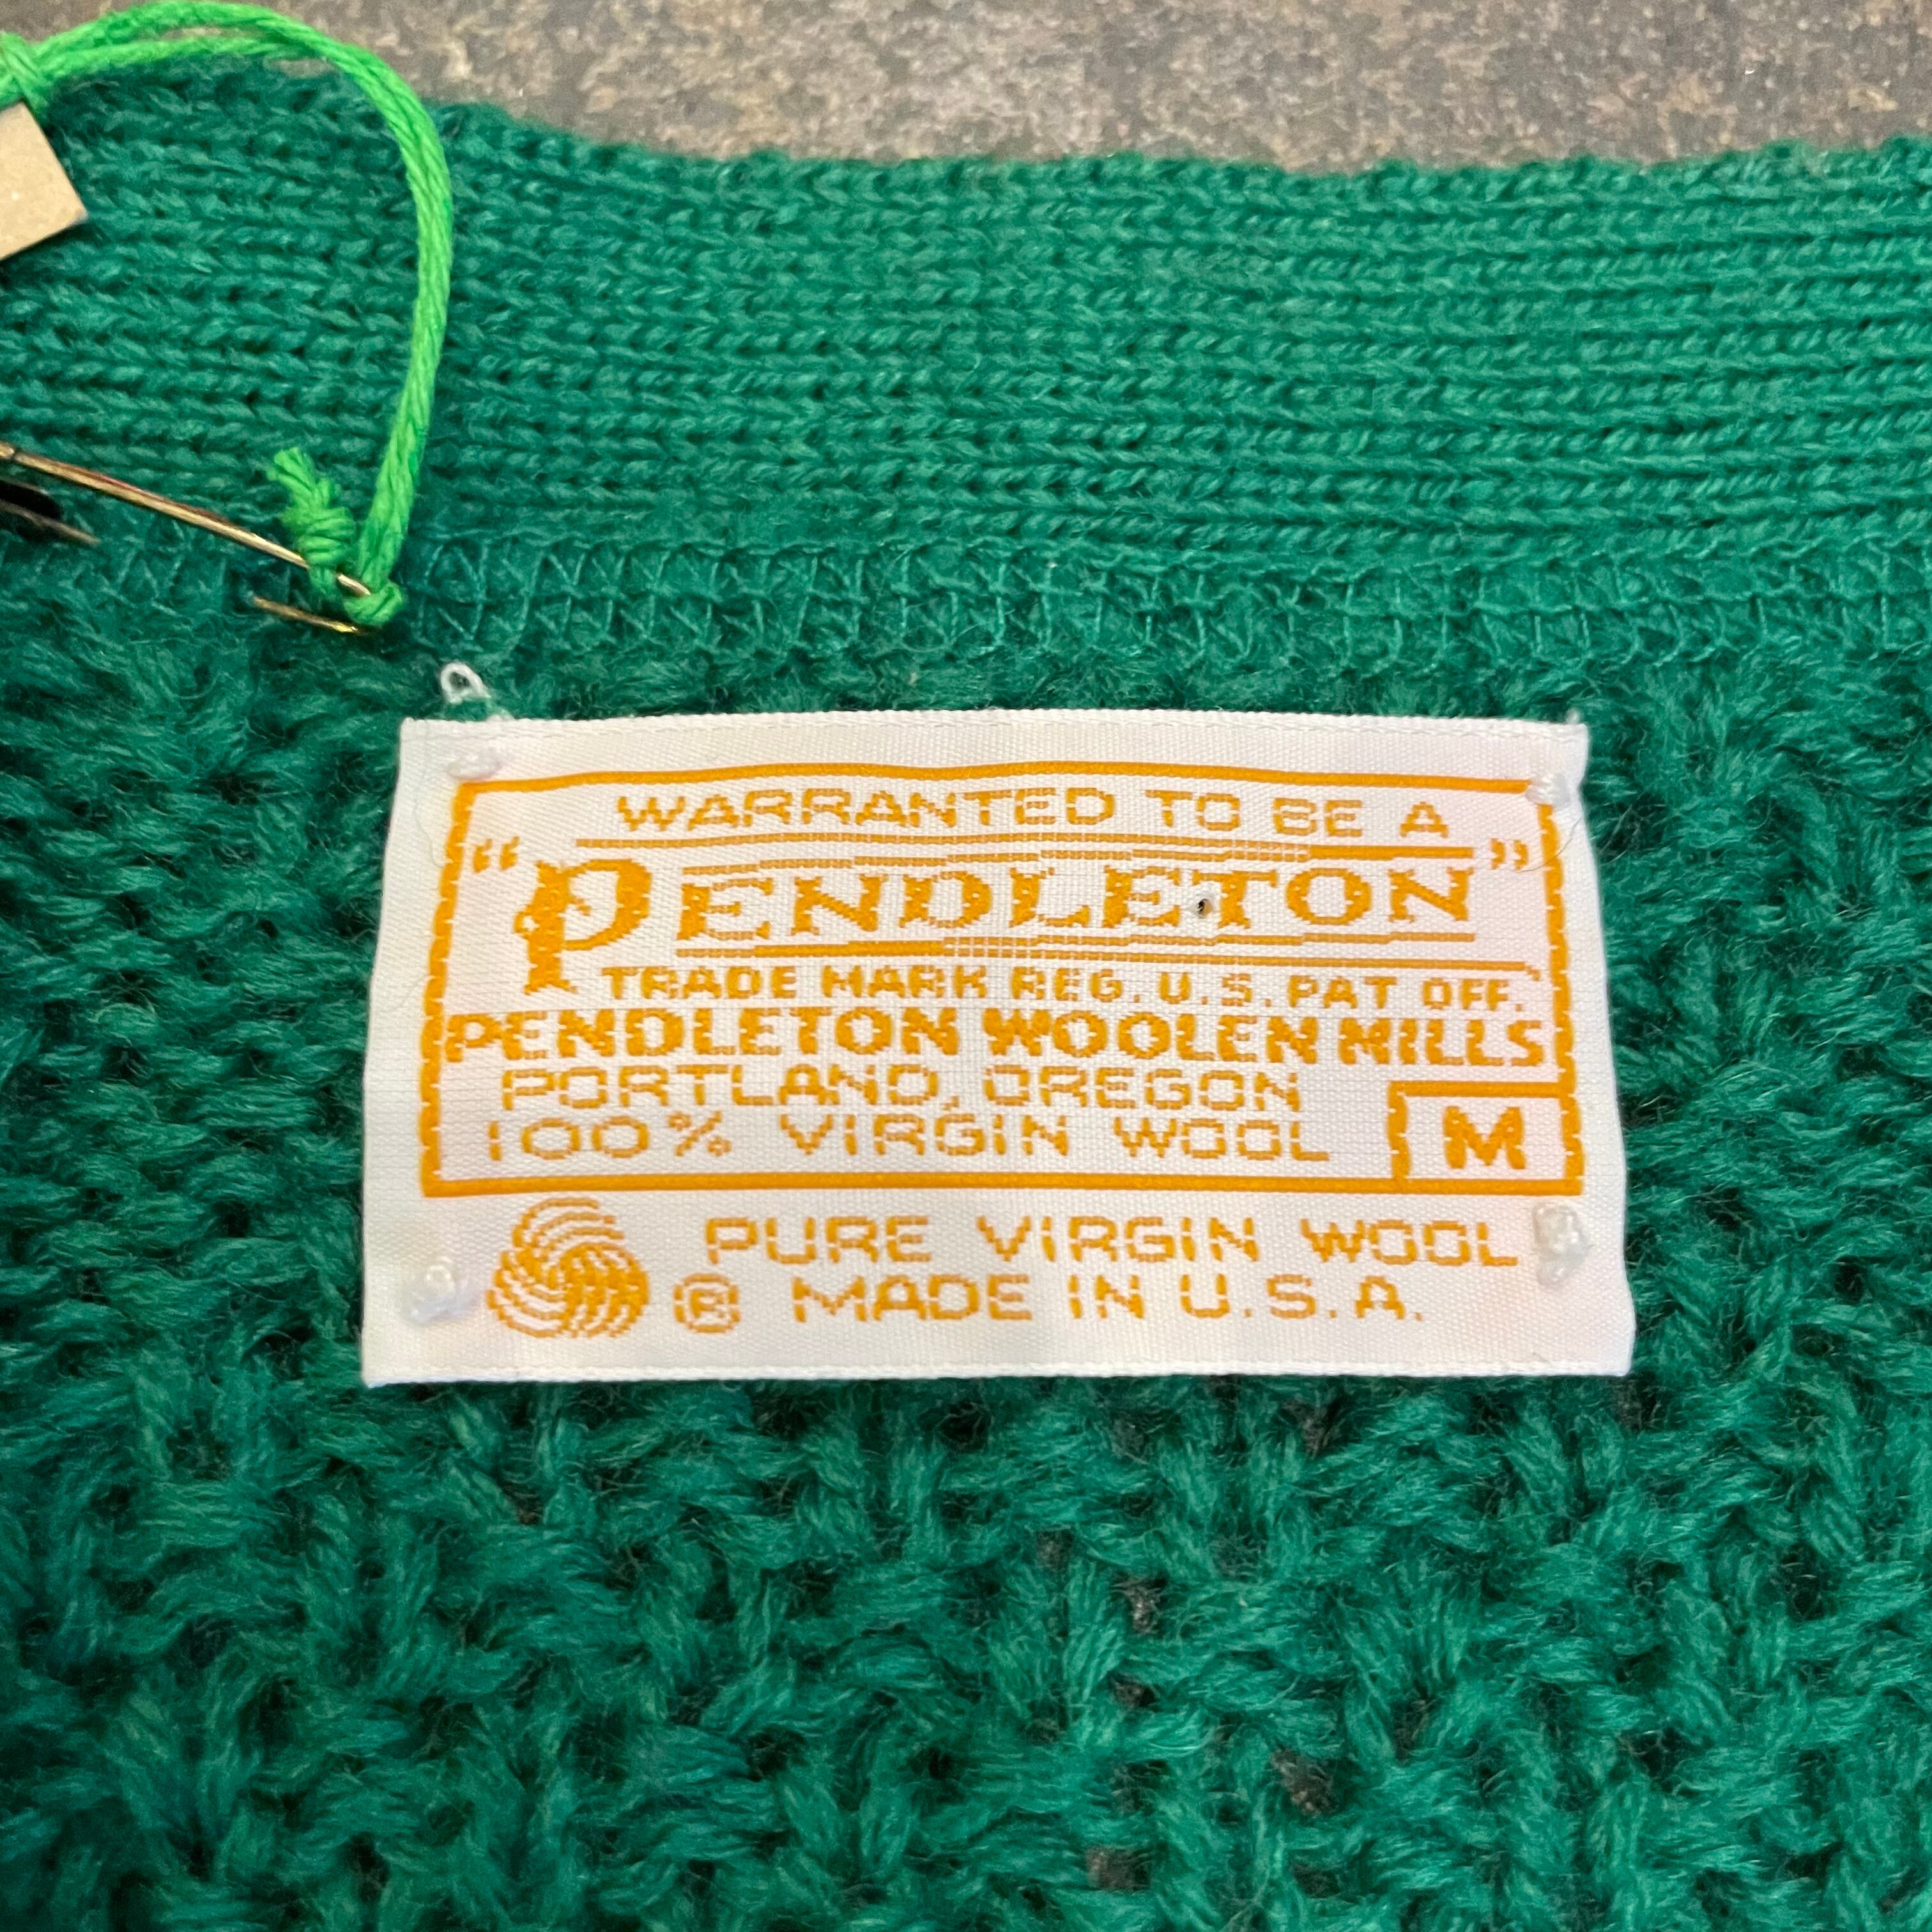 WARRANTED TO BE A
"PENDLETON"
TRADE MARK REG. U.S. PAT OFF.
PENDLETON WOOLEN MILLS
PORTLAND, OREGON
100% VIRGIN WOOL
M
PURE VIRGIN WOOL
® MADE IN U.S.A.